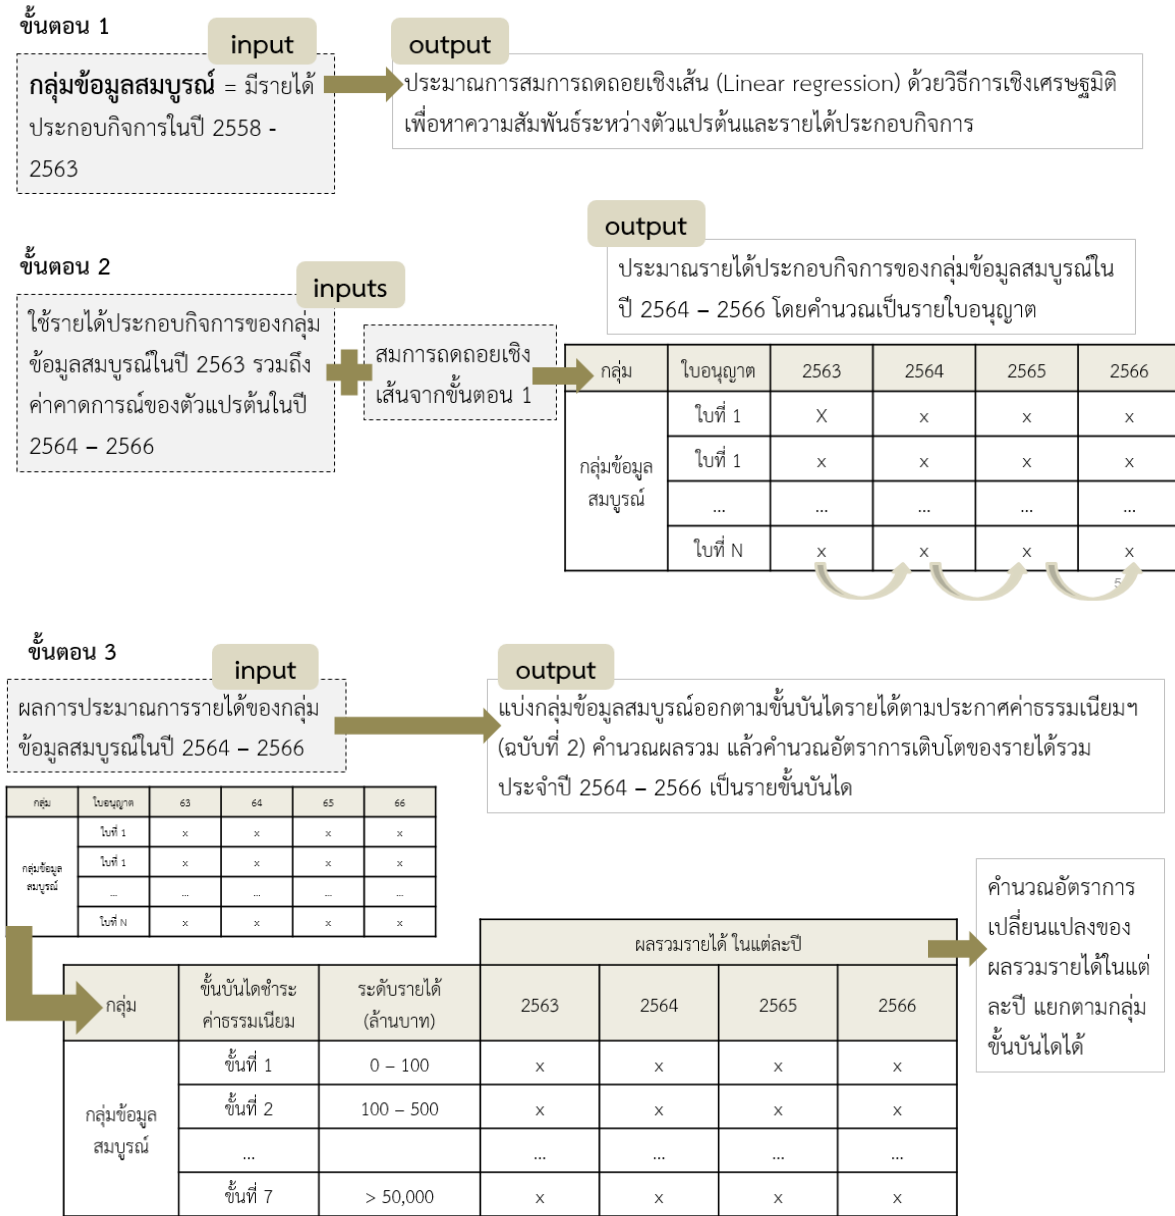 ขั้นตอน 1
input
output
กลุ่มข้อมูลสมบูรณ์ = มีรายได้
ประกอบกิจการในปี 2558 -
2563
ประมาณการสมการถดถอยเชิงเส้น (Linear regression) ด้วยวิธีการเชิงเศรษฐมิติ
เพื่อหาความสัมพันธ์ระหว่างตัวแปรต้นและรายได้ประกอบกิจการ
ขั้นตอน 2
inputs
output
ใช้รายได้ประกอบกิจการของกลุ่ม
ข้อมูลสมบูรณ์ในปี 2563 รวมถึง
ค่าคาดการณ์ของตัวแปรต้นในปี
2564 – 2566
สมการถดถอยเชิง
เส้นจากขั้นตอน 1
ประมาณรายได้ประกอบกิจการของกลุ่มข้อมูลสมบูรณ์ใน
ปี 2564 – 2566 โดยคำนวณเป็นรายใบอนุญาต
กลุ่ม ใบอนุญาต 2563 2564 2565 2566
ใบที่ 1 X x x x
กลุ่มข้อมูล
สมบูรณ์
ใบที่ 1 x x x x
... ... ... ... ...
ใบที่ N x x x x
5
ขั้นตอน 3
input
output
ผลการประมาณการรายได้ของกลุ่ม
ข้อมูลสมบูรณ์ในปี 2564 – 2566
แบ่งกลุ่มข้อมูลสมบูรณ์ออกตามขั้นบันไดรายได้ตามประกาศค่าธรรมเนียมฯ
(ฉบับที่ 2) คำนวณผลรวม แล้วคำนวณอัตราการเติบโตของรายได้รวม
ประจำปี 2564 – 2566 เป็นรายขั้นบันได
กลุ่ม ใบอนุญาต 63 64 65 66
ใบที่ 1 x x x x
กลุ่มข้อมูล
สมบูรณ์
ใบที่ 1 x x x x
... ... ... ... ...
ใบที่ N x x x x
คำนวณอัตราการ
เปลี่ยนแปลงของ
ผลรวมรายได้ในแต่
ละปี แยกตามกลุ่ม
ขั้นบันไดได้
ผลรวมรายได้ ในแต่ละปี
กลุ่ม
ขั้นบันไดชำระ
ค่าธรรมเนียม
ระดับรายได้
(ล้านบาท)
2563 2564 2565 2566
กลุ่มข้อมูล
สมบูรณ์
ขั้นที่ 1 0 – 100 x x x x
ขั้นที่ 2 100 – 500 x x x x
... ... ... ... ...
ขั้นที่ 7 > 50,000 x x x x